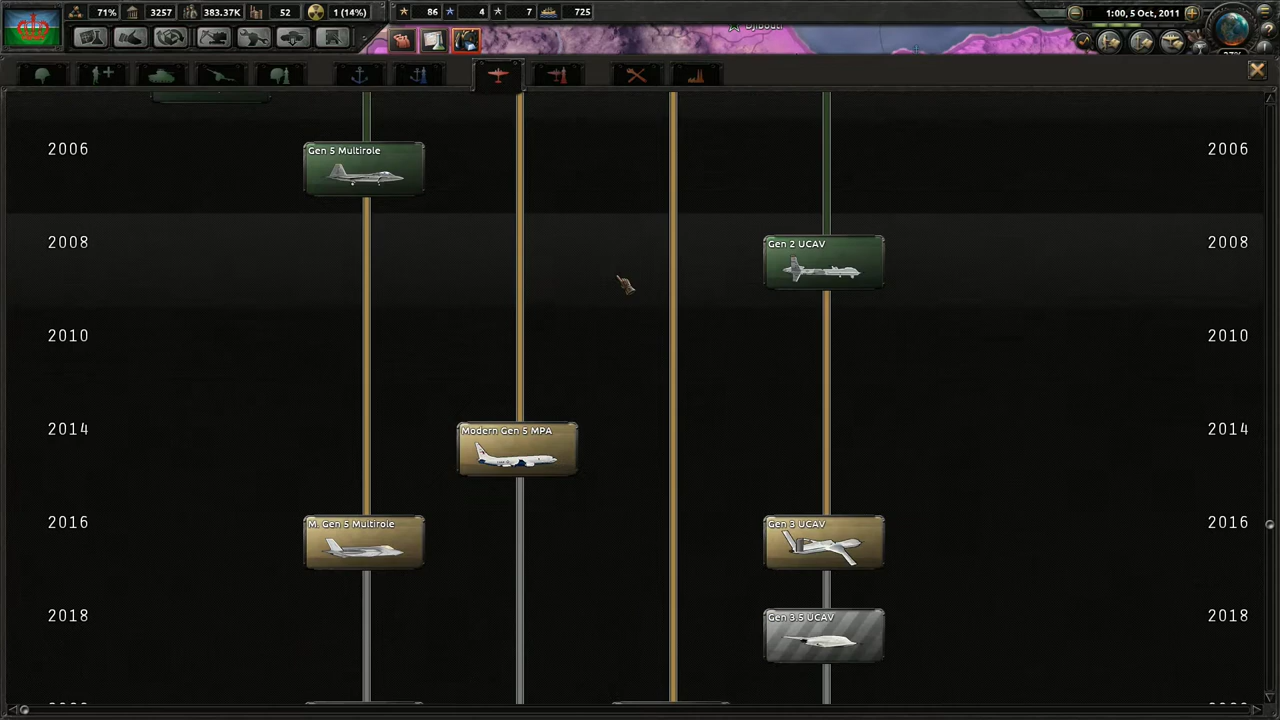 71% 3257 383.37K 52 1 (14%) 86 4 7 725 1:00, 5 Oct, 2011
Djibouti
37%
2006 2006
Gen 5 Multirole
2008 Gen 2 UCAV 2008
2010 2010
2014 Modern Gen 5 MPA 2014
2016 M. Gen 5 Multirole Gen 3 UCAV 2016
2018 Gen 3.5 UCAV 2018